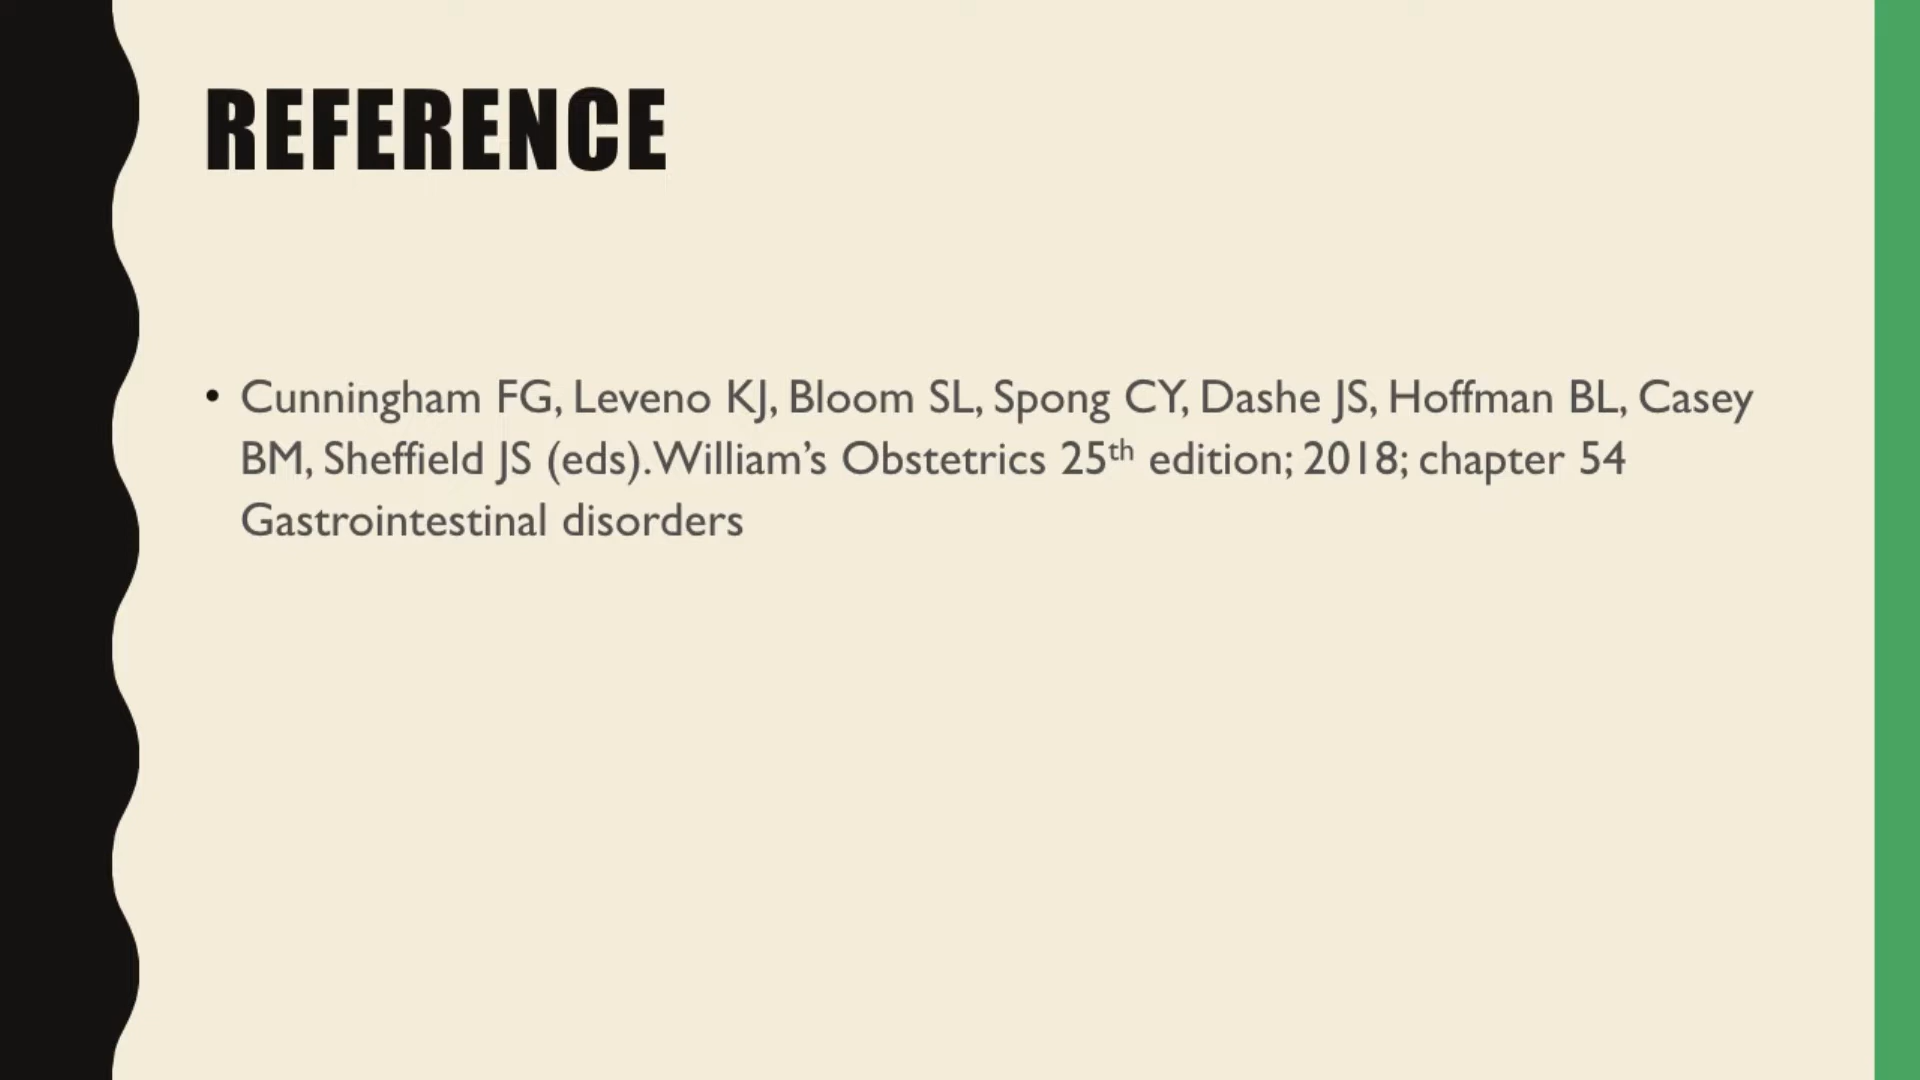 REFERENCE
• Cunningham FG, Leveno KJ, Bloom SL, Spong CY, Dashe JS, Hoffman BL, Casey
BM, Sheffield JS (eds). William’s Obstetrics 25th edition; 2018; chapter 54
Gastrointestinal disorders